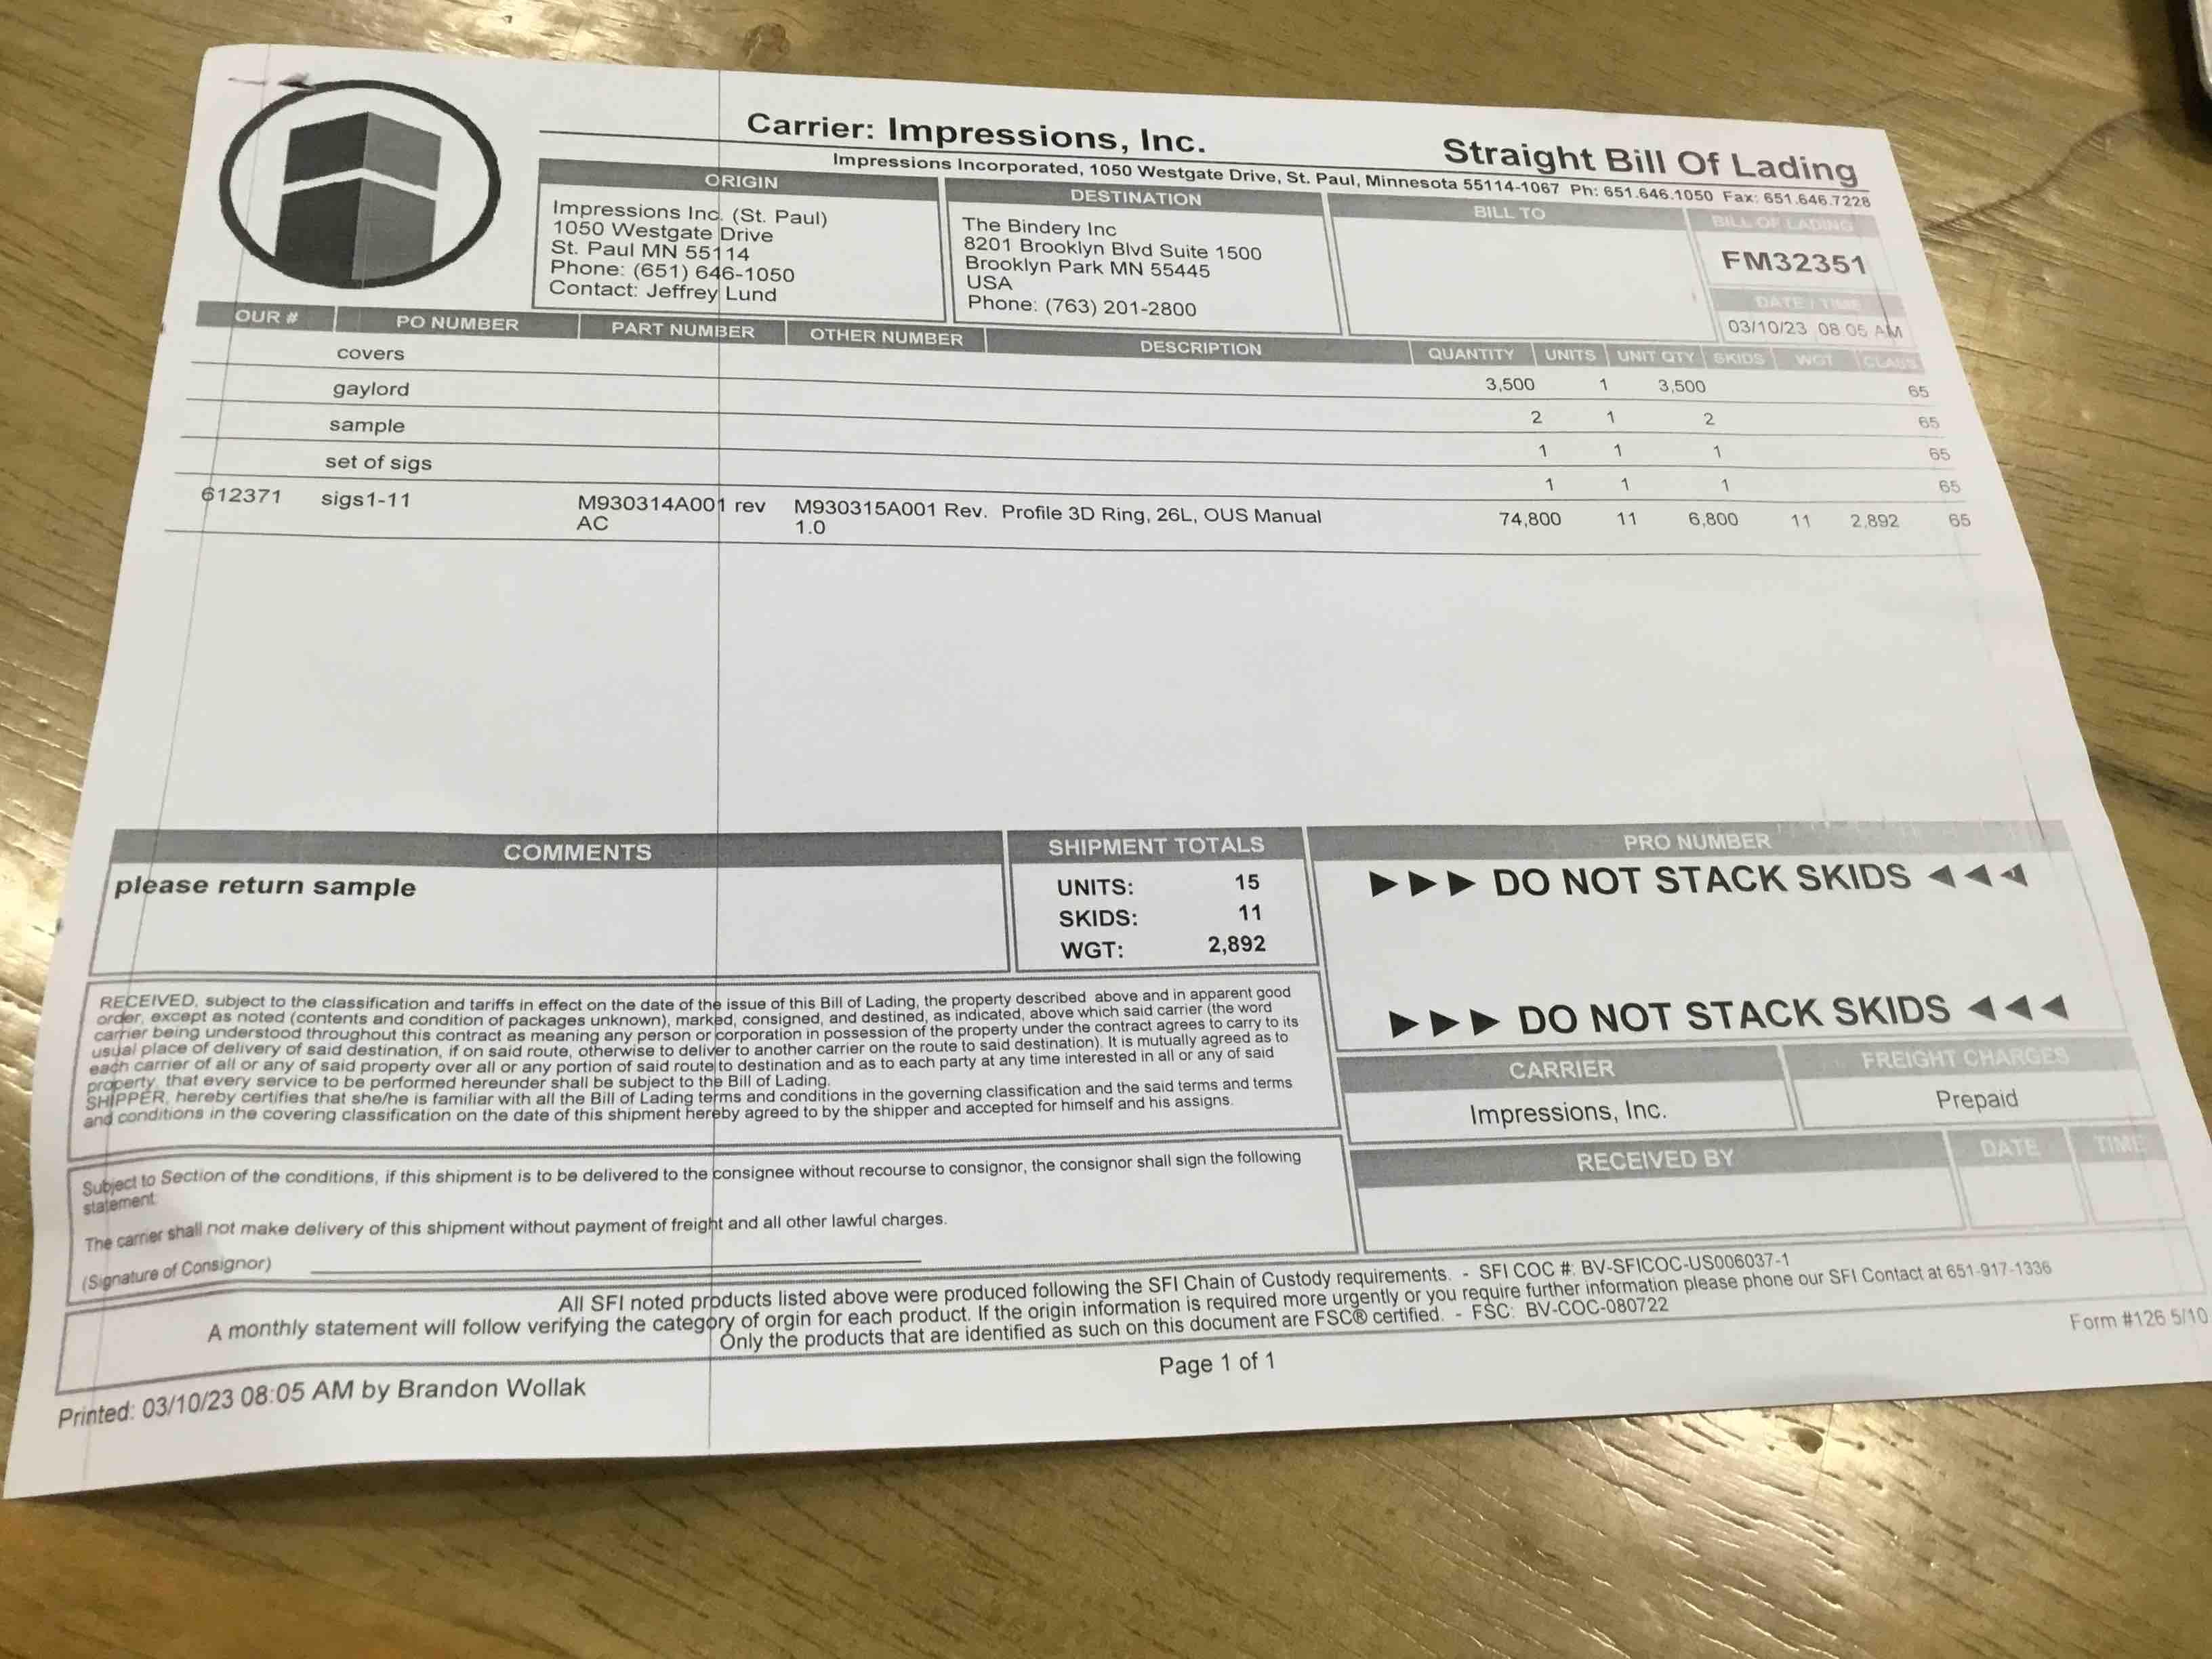 Carrier: Impressions, Inc.
Straight Bill Of Lading
Impressions Incorporated, 1050 Westgate Drive, St. Paul, Minnesota 55114-1067 Ph: 651.646.1050 Fax: 651.646.7228
ORIGIN
Impressions Inc. (St. Paul)
1050 Westgate Drive
St. Paul MN 55114
Phone: (651) 646-1050
Contact: Jeffrey Lund
DESTINATION
The Bindery Inc
8201 Brooklyn Blvd Suite 1500
Brooklyn Park MN 55445
USA
Phone: (763) 201-2800
BILL TO
BILL OF LADING
FM32351
DATE / TIME
03/10/23 08:05 AM
OUR # PO NUMBER PART NUMBER OTHER NUMBER DESCRIPTION QUANTITY UNITS UNIT QTY SKIDS WGT CLASS
covers 3,500 1 3,500 65
gaylord 2 1 2 65
sample 1 1 1 65
set of sigs 1 1 1 65
612371 sigs1-11 M930314A001 rev M930315A001 Rev. Profile 3D Ring, 26L, OUS Manual 74,800 11 6,800 11 2,892 65
AC 1.0
COMMENTS
please return sample
SHIPMENT TOTALS
UNITS: 15
SKIDS: 11
WGT: 2,892
PRO NUMBER
►►► DO NOT STACK SKIDS ◄◄◄
►►► DO NOT STACK SKIDS ◄◄◄
RECEIVED, subject to the classification and tariffs in effect on the date of the issue of this Bill of Lading, the property described above and in apparent good
order, except as noted (contents and condition of packages unknown), marked, consigned, and destined, as indicated, above which said carrier (the word
carrier being understood throughout this contract as meaning any person or corporation in possession of the property under the contract agrees to carry to its
usual place of delivery of said destination, if on said route, otherwise to deliver to another carrier on the route to said destination). It is mutually agreed as to
each carrier of all or any of said property over all or any portion of said route to destination and as to each party at any time interested in all or any of said
property, that every service to be performed hereunder shall be subject to the Bill of Lading.
SHIPPER, hereby certifies that she/he is familiar with all the Bill of Lading terms and conditions in the governing classification and the said terms and terms
and conditions in the covering classification on the date of this shipment hereby agreed to by the shipper and accepted for himself and his assigns.
CARRIER
Impressions, Inc.
FREIGHT CHARGES
Prepaid
RECEIVED BY DATE TIME
Subject to Section of the conditions, if this shipment is to be delivered to the consignee without recourse to consignor, the consignor shall sign the following
statement:
The carrier shall not make delivery of this shipment without payment of freight and all other lawful charges.
(Signature of Consignor)
All SFI noted products listed above were produced following the SFI Chain of Custody requirements. - SFI COC #: BV-SFICOC-US006037-1
A monthly statement will follow verifying the category of orgin for each product. If the origin information is required more urgently or you require further information please phone our SFI Contact at 651-917-1336
Only the products that are identified as such on this document are FSC® certified. - FSC: BV-COC-080722
Form #126 5/10
Page 1 of 1
Printed: 03/10/23 08:05 AM by Brandon Wollak